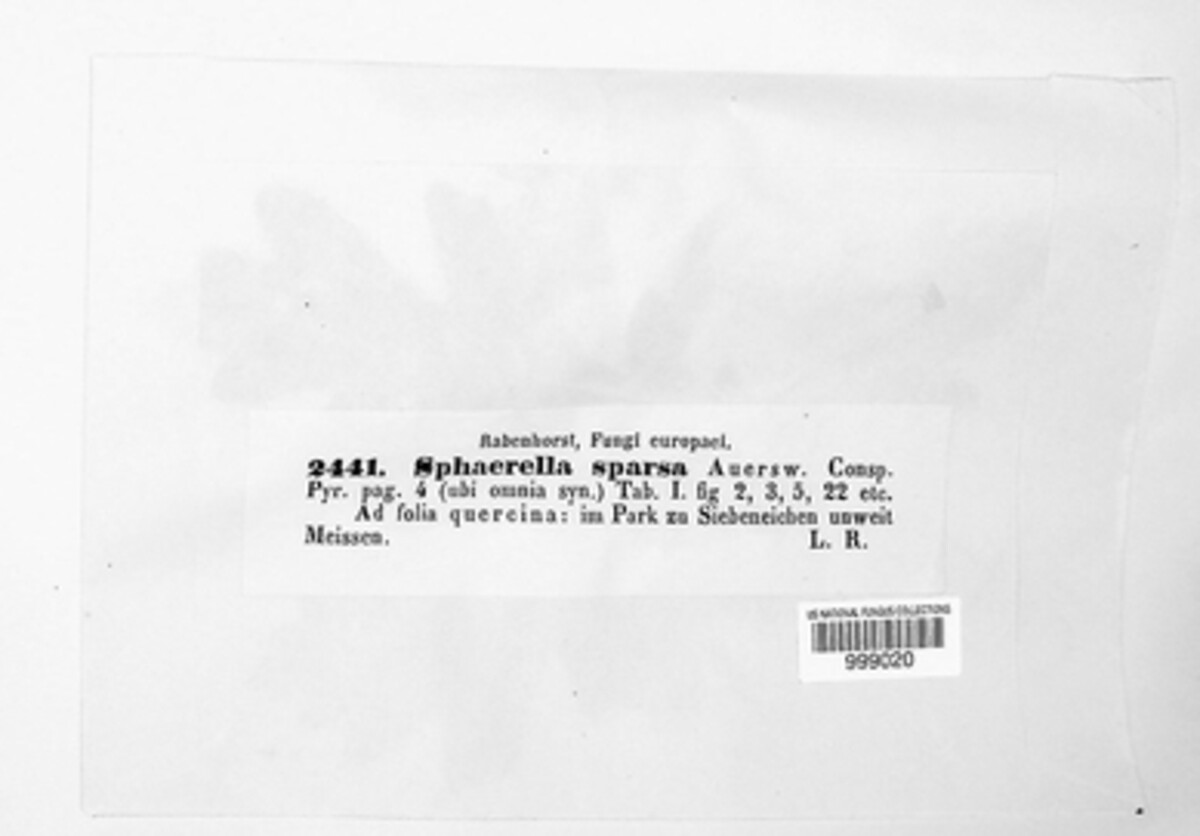 Rabenhorst, Fungi europaei.
2441. Sphaerella sparsa Auersw. Consp.
Pyr. pag. 4 (ubi omnia syn.) Tab. I. fig 2, 3, 5, 22 etc.
Ad folia quercina: im Park zu Siebeneichen unweit
Meissen. L. R.
US NATIONAL FUNGUS COLLECTIONS
999020